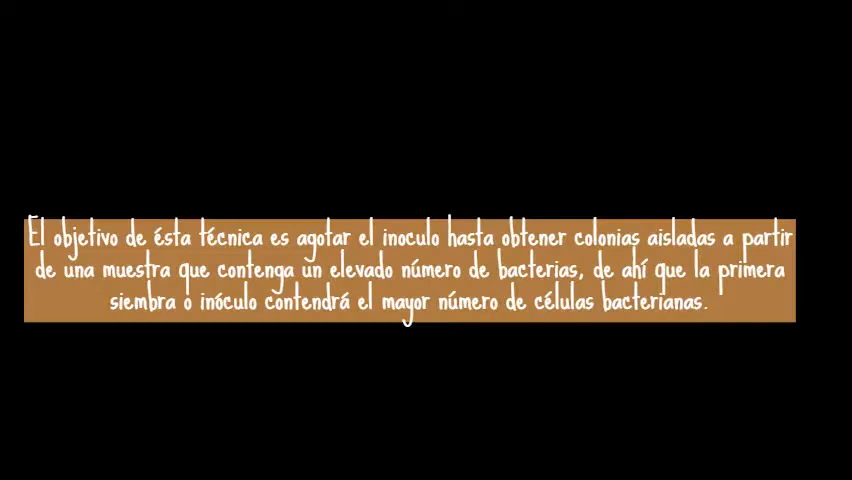 El objetivo de ésta técnica es agotar el inoculo hasta obtener colonias aisladas a partir
de una muestra que contenga un elevado número de bacterias, de ahí que la primera
siembra o inóculo contendrá el mayor número de células bacterianas.